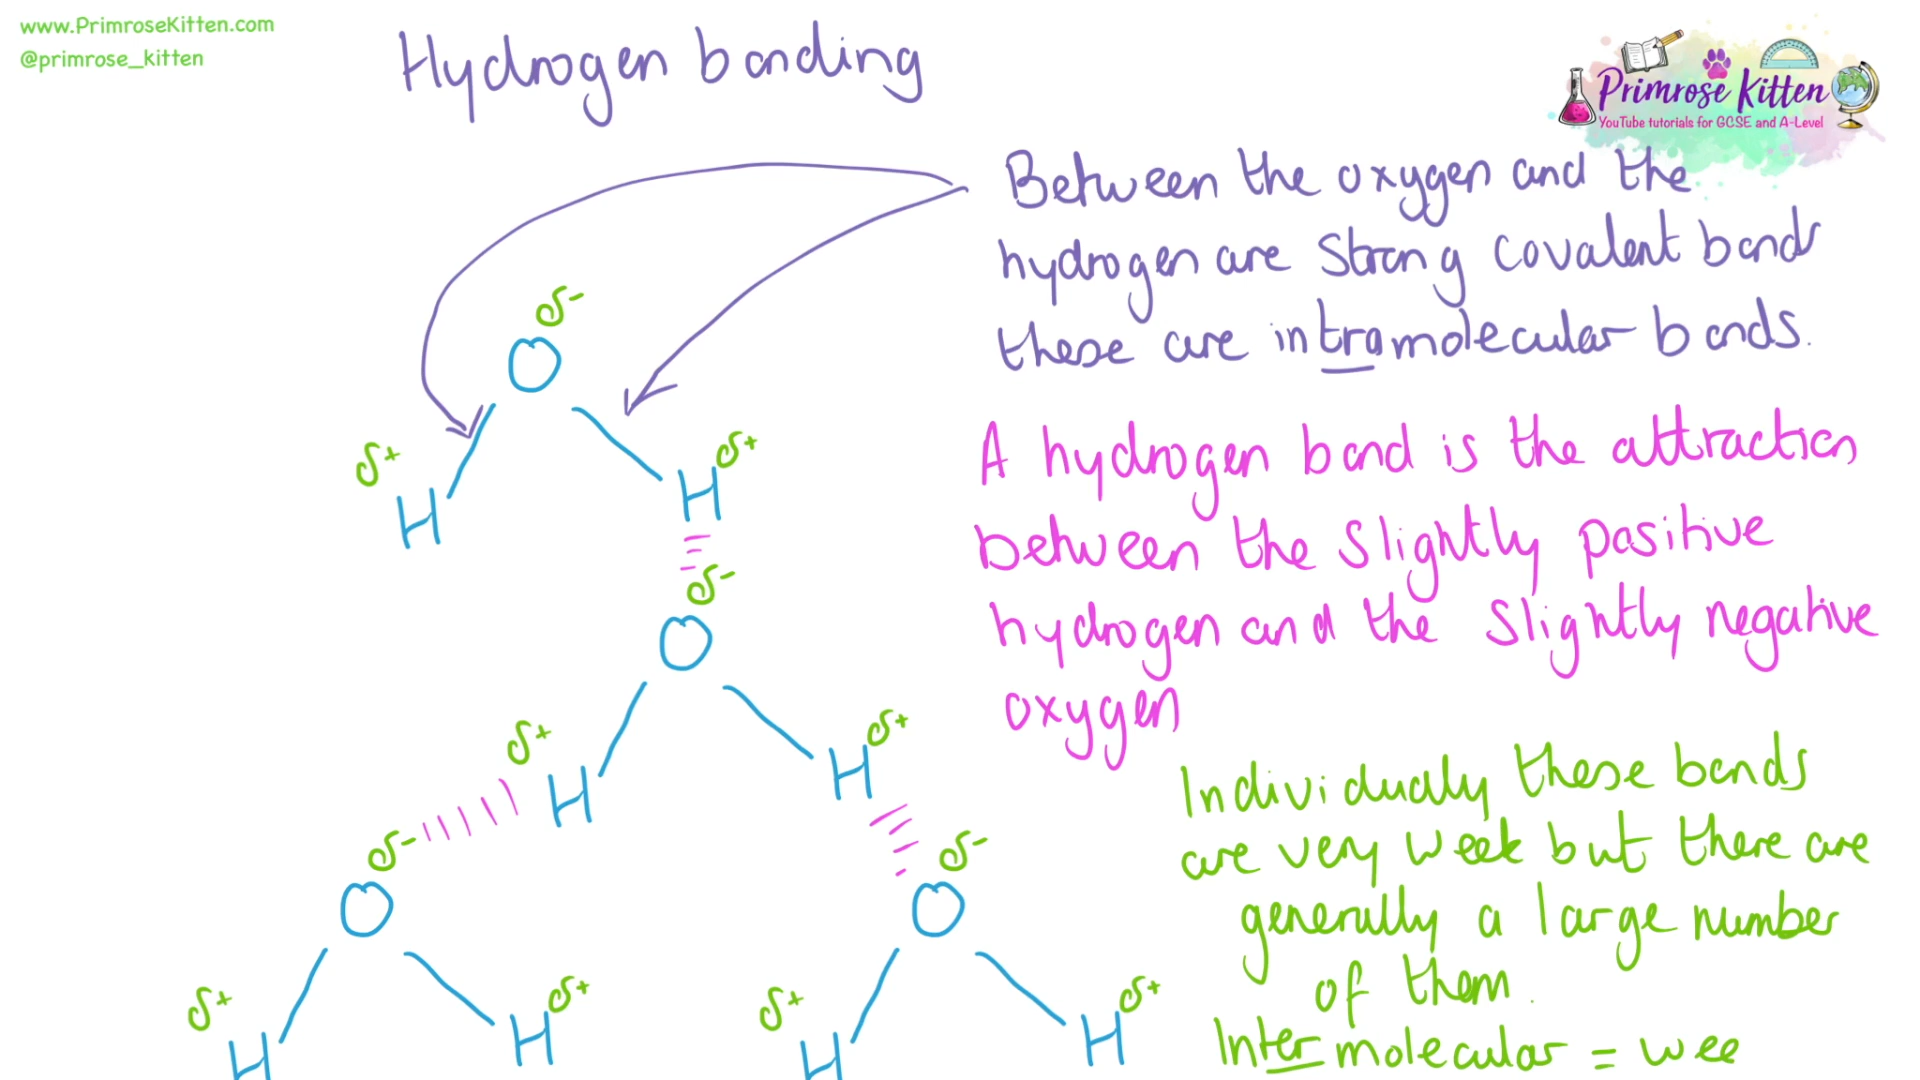 www.PrimroseKitten.com
@primrose_kitten
Hydrogen bonding
Primrose Kitten
YouTube tutorials for GCSE and A-Level
Between the oxygen and the
hydrogen are strong covalent bonds
these are intramolecular bonds.
A hydrogen bond is the attraction
between the slightly positive
hydrogen and the slightly negative
oxygen
Individually these bonds
are very week but there are
generally a large number
of them.
Intermolecular = wee
δ-
O
δ+
H
δ+
H
δ-
O
δ+
H
δ+
H
δ-
O
δ+
H
δ+
H
δ-
O
δ+
H
δ+
H